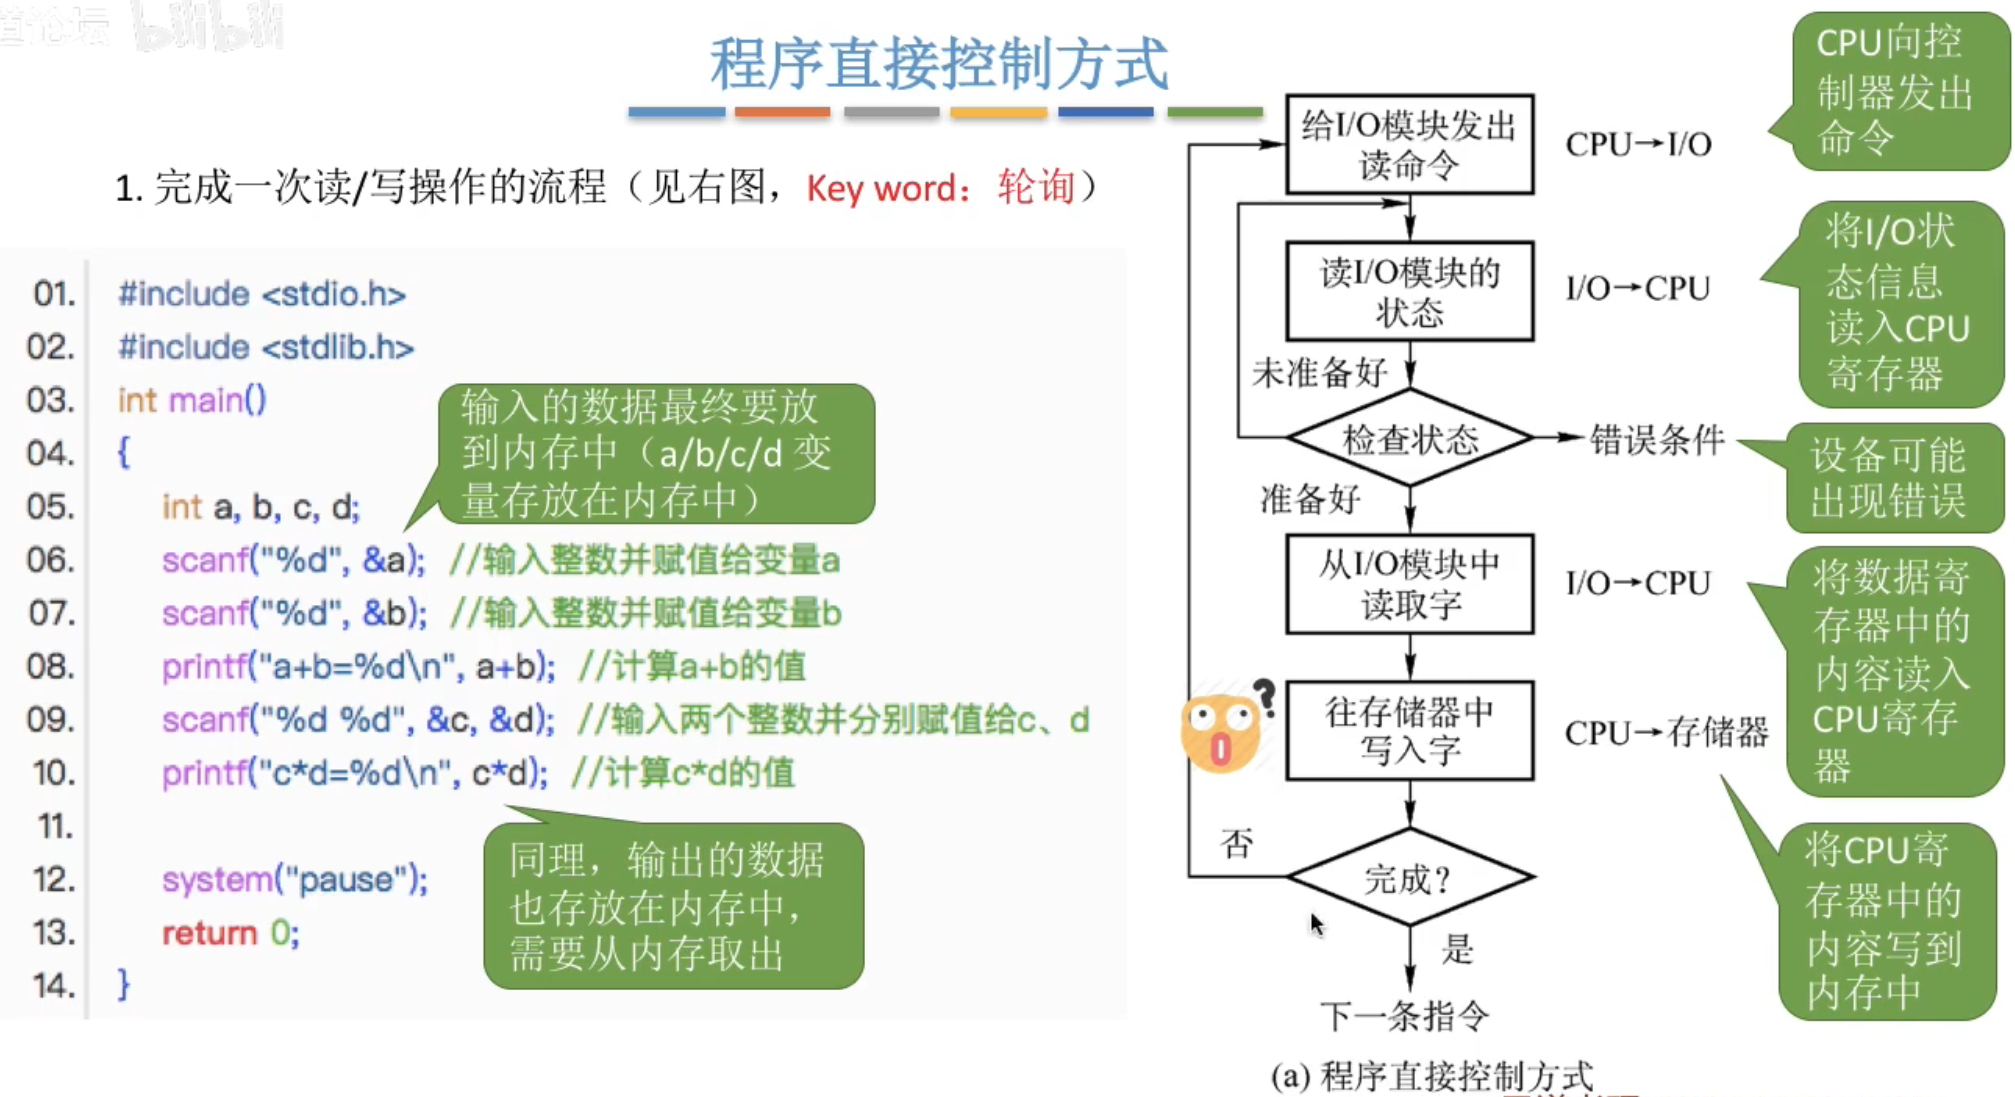 道论坛 bilibili
程序直接控制方式
1. 完成一次读/写操作的流程（见右图，Key word：轮询）
01. #include <stdio.h>
02. #include <stdlib.h>
03. int main()
04. {
05. int a, b, c, d;
06. scanf("%d", &a); //输入整数并赋值给变量a
07. scanf("%d", &b); //输入整数并赋值给变量b
08. printf("a+b=%d\n", a+b); //计算a+b的值
09. scanf("%d %d", &c, &d); //输入两个整数并分别赋值给c、d
10. printf("c*d=%d\n", c*d); //计算c*d的值
11.
12. system("pause");
13. return 0;
14. }
输入的数据最终要放
到内存中（a/b/c/d 变
量存放在内存中）
同理，输出的数据
也存放在内存中，
需要从内存取出
给I/O模块发出
读命令
CPU→I/O
CPU向控
制器发出
命令
读I/O模块的
状态
I/O→CPU
将I/O状
态信息
读入CPU
寄存器
未准备好
检查状态
错误条件
设备可能
出现错误
准备好
从I/O模块中
读取字
I/O→CPU
将数据寄
存器中的
内容读入
CPU寄存
器
往存储器中
写入字
CPU→存储器
将CPU寄
存器中的
内容写到
内存中
否
完成?
是
下一条指令
(a) 程序直接控制方式